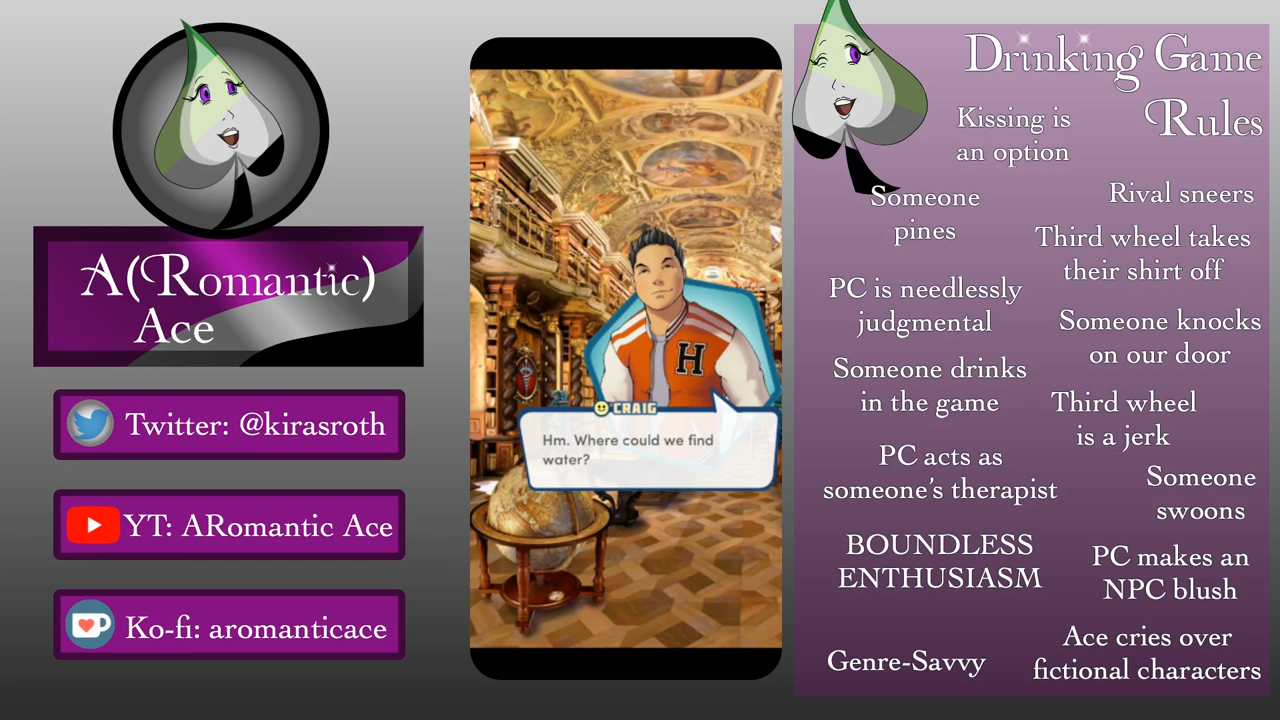 A(Romantic)
Ace
Twitter: @kirasroth
YT: ARomantic Ace
Ko-fi: aromanticace
H
CRAIG
Hm. Where could we find
water?
Drinking Game
Rules
Kissing is
an option
Someone
pines
Rival sneers
Third wheel takes
their shirt off
PC is needlessly
judgmental
Someone knocks
on our door
Someone drinks
in the game
Third wheel
is a jerk
PC acts as
someone's therapist
Someone
swoons
BOUNDLESS
ENTHUSIASM
PC makes an
NPC blush
Genre-Savvy
Ace cries over
fictional characters